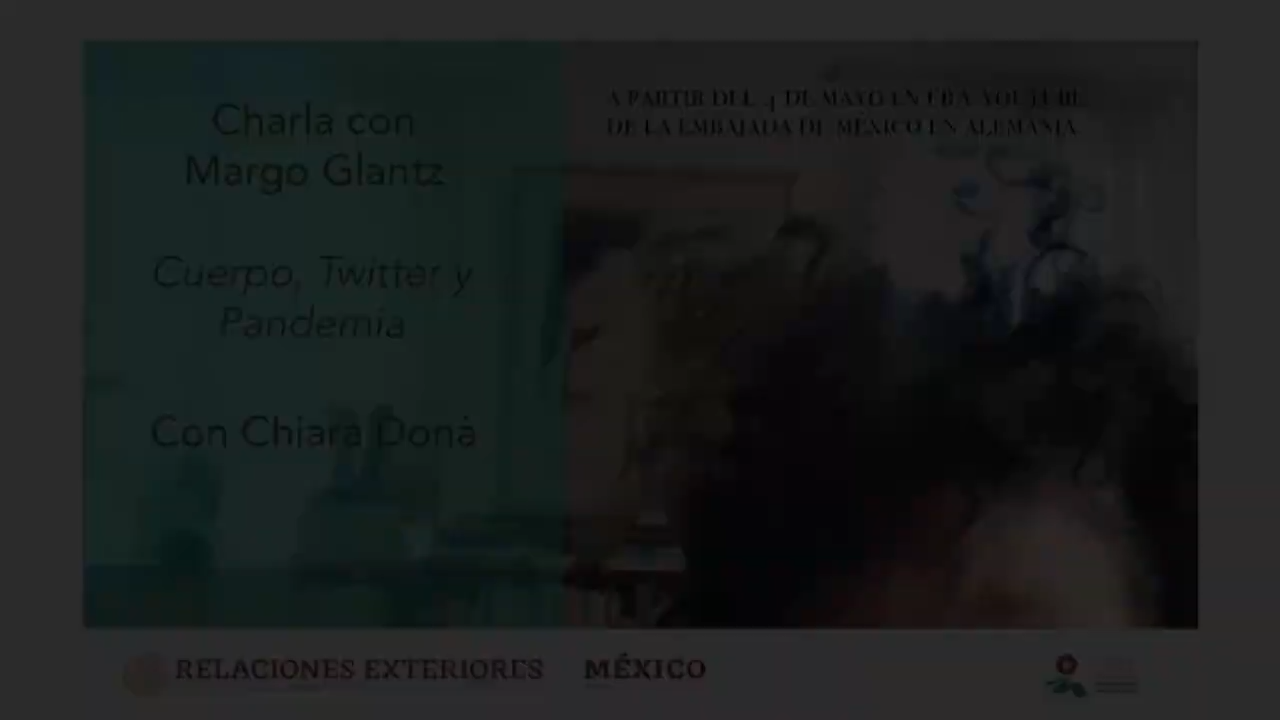 Charla con
Margo Glantz
Cuerpo, Twitter y
Pandemia
Con Chiara Donà
A PARTIR DEL 4 DE MAYO EN EL YOUTUBE
DE LA EMBAJADA DE MÉXICO EN ALEMANIA
RELACIONES EXTERIORES
MÉXICO